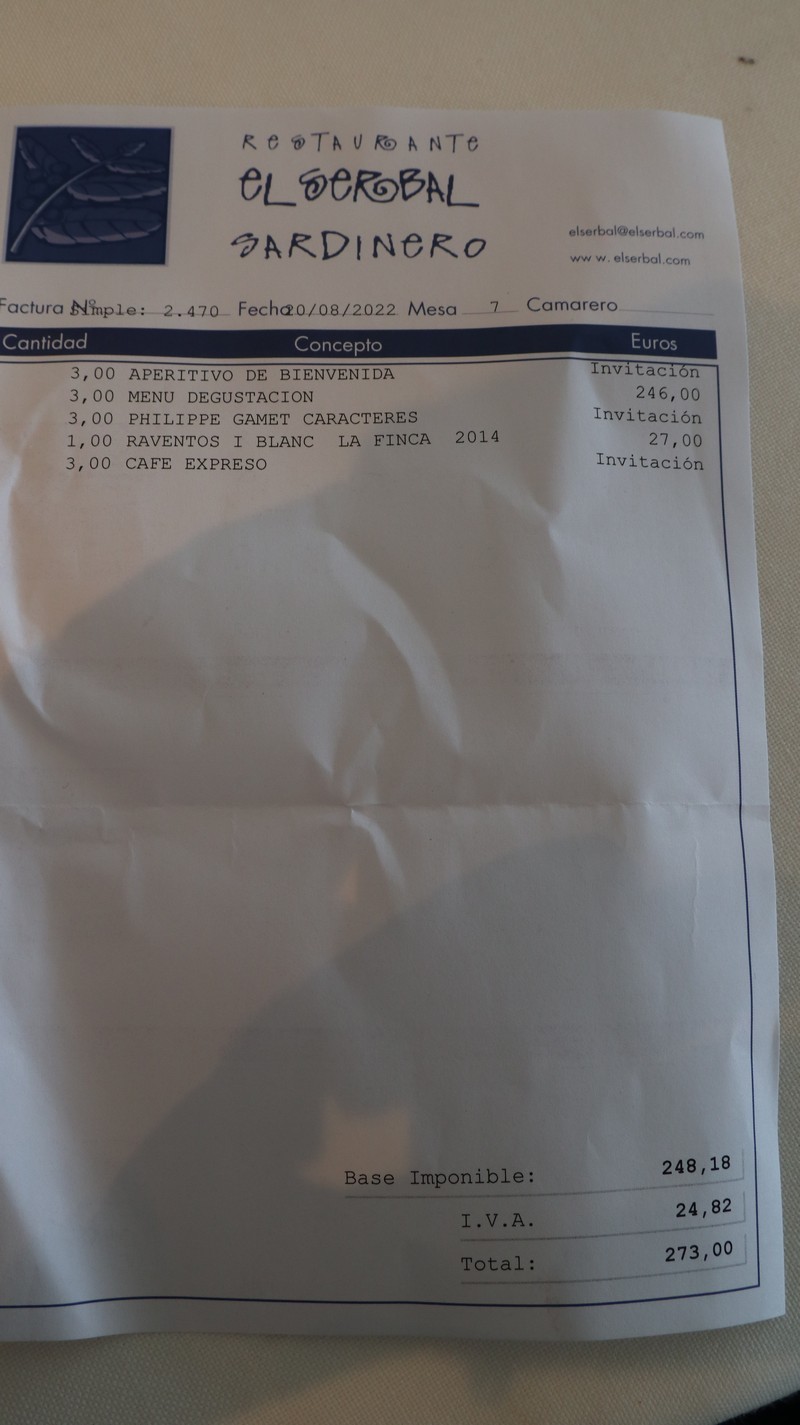 RESTAURANTE
EL SERBAL
SARDINERO
elserbal@elserbal.com
ww w. elserbal.com
Factura Simple: 2.470 Fecha 20/08/2022 Mesa 7 Camarero
Cantidad Concepto Euros
3,00 APERITIVO DE BIENVENIDA Invitación
3,00 MENU DEGUSTACION 246,00
3,00 PHILIPPE GAMET CARACTERES Invitación
1,00 RAVENTOS I BLANC LA FINCA 2014 27,00
3,00 CAFE EXPRESO Invitación
Base Imponible: 248,18
I.V.A. 24,82
Total: 273,00